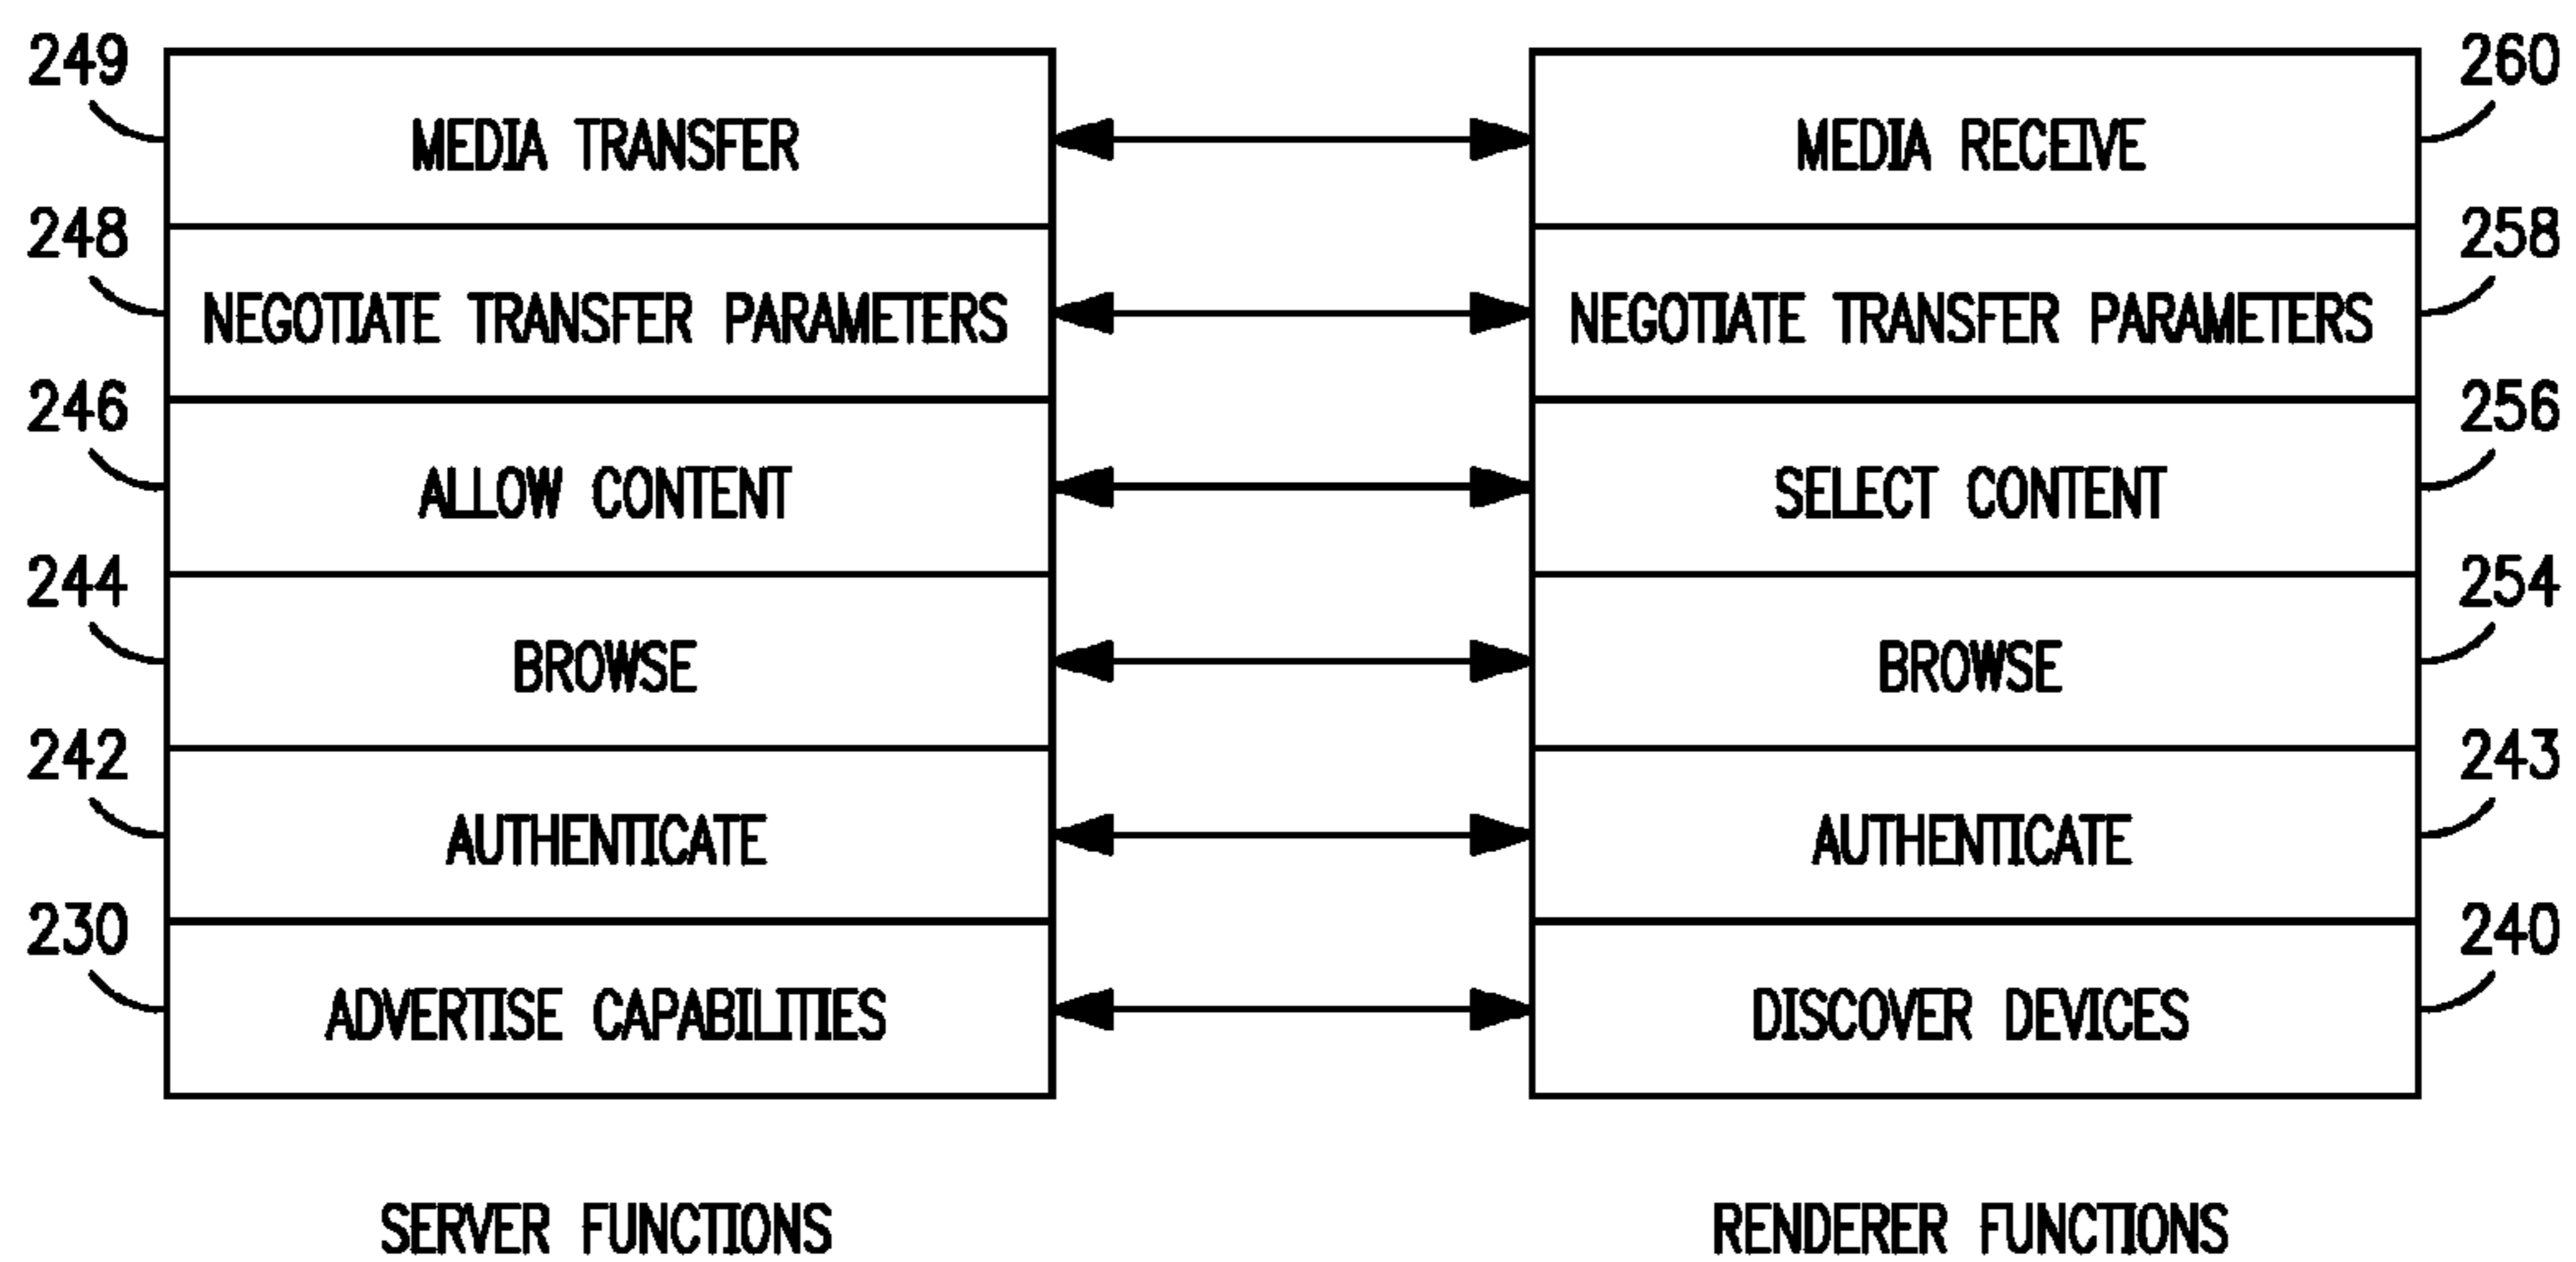 249 MEDIA TRANSFER MEDIA RECEIVE 260
248 NEGOTIATE TRANSFER PARAMETERS NEGOTIATE TRANSFER PARAMETERS 258
246 ALLOW CONTENT SELECT CONTENT 256
244 BROWSE BROWSE 254
242 AUTHENTICATE AUTHENTICATE 243
230 ADVERTISE CAPABILITIES DISCOVER DEVICES 240
SERVER FUNCTIONS RENDERER FUNCTIONS